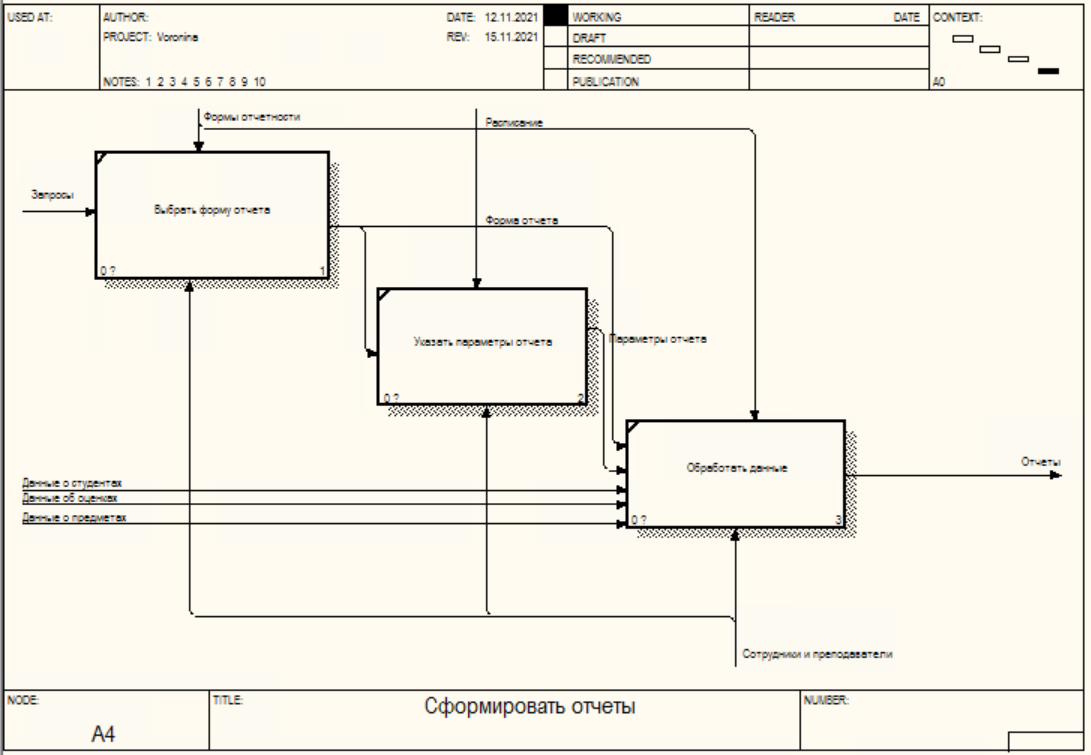 USED AT:
AUTHOR:
DATE: 12.11.2021
WORKING
READER
DATE
CONTEXT:
PROJECT: Voronina
REV: 15.11.2021
DRAFT
RECOMMENDED
NOTES: 1 2 3 4 5 6 7 8 9 10
PUBLICATION
A0
Формы отчетности
Расписание
Запросы
Выбрать форму отчета
0 ?
1
Форма отчета
Указать параметры отчета
0 ?
2
Параметры отчета
Обработать данные
0 ?
3
Отчеты
Данные о студентах
Данные об оценках
Данные о предметах
Сотрудники и преподаватели
NODE:
A4
TITLE:
Сформировать отчеты
NUMBER: